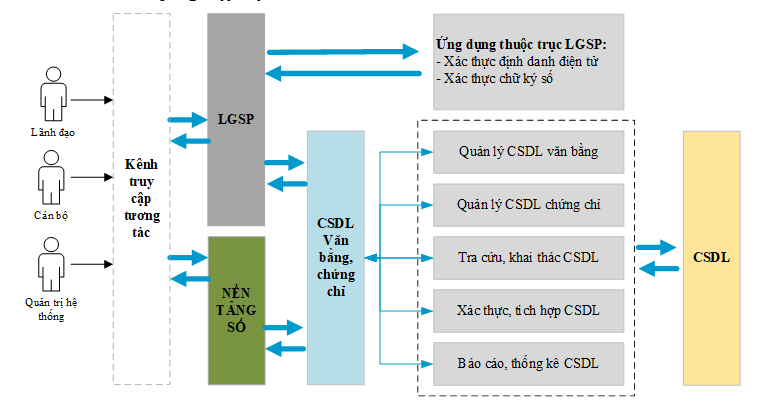 Lãnh đạo
Cán bộ
Quản trị hệ
thống
Kênh
truy
cập
tương
tác
LGSP
NỀN
TẢNG
SỐ
CSDL
Văn
bằng,
chứng
chỉ
Ứng dụng thuộc trục LGSP:
- Xác thực định danh điện tử
- Xác thực chữ ký số
Quản lý CSDL văn bằng
Quản lý CSDL chứng chỉ
Tra cứu, khai thác CSDL
Xác thực, tích hợp CSDL
Báo cáo, thống kê CSDL
CSDL